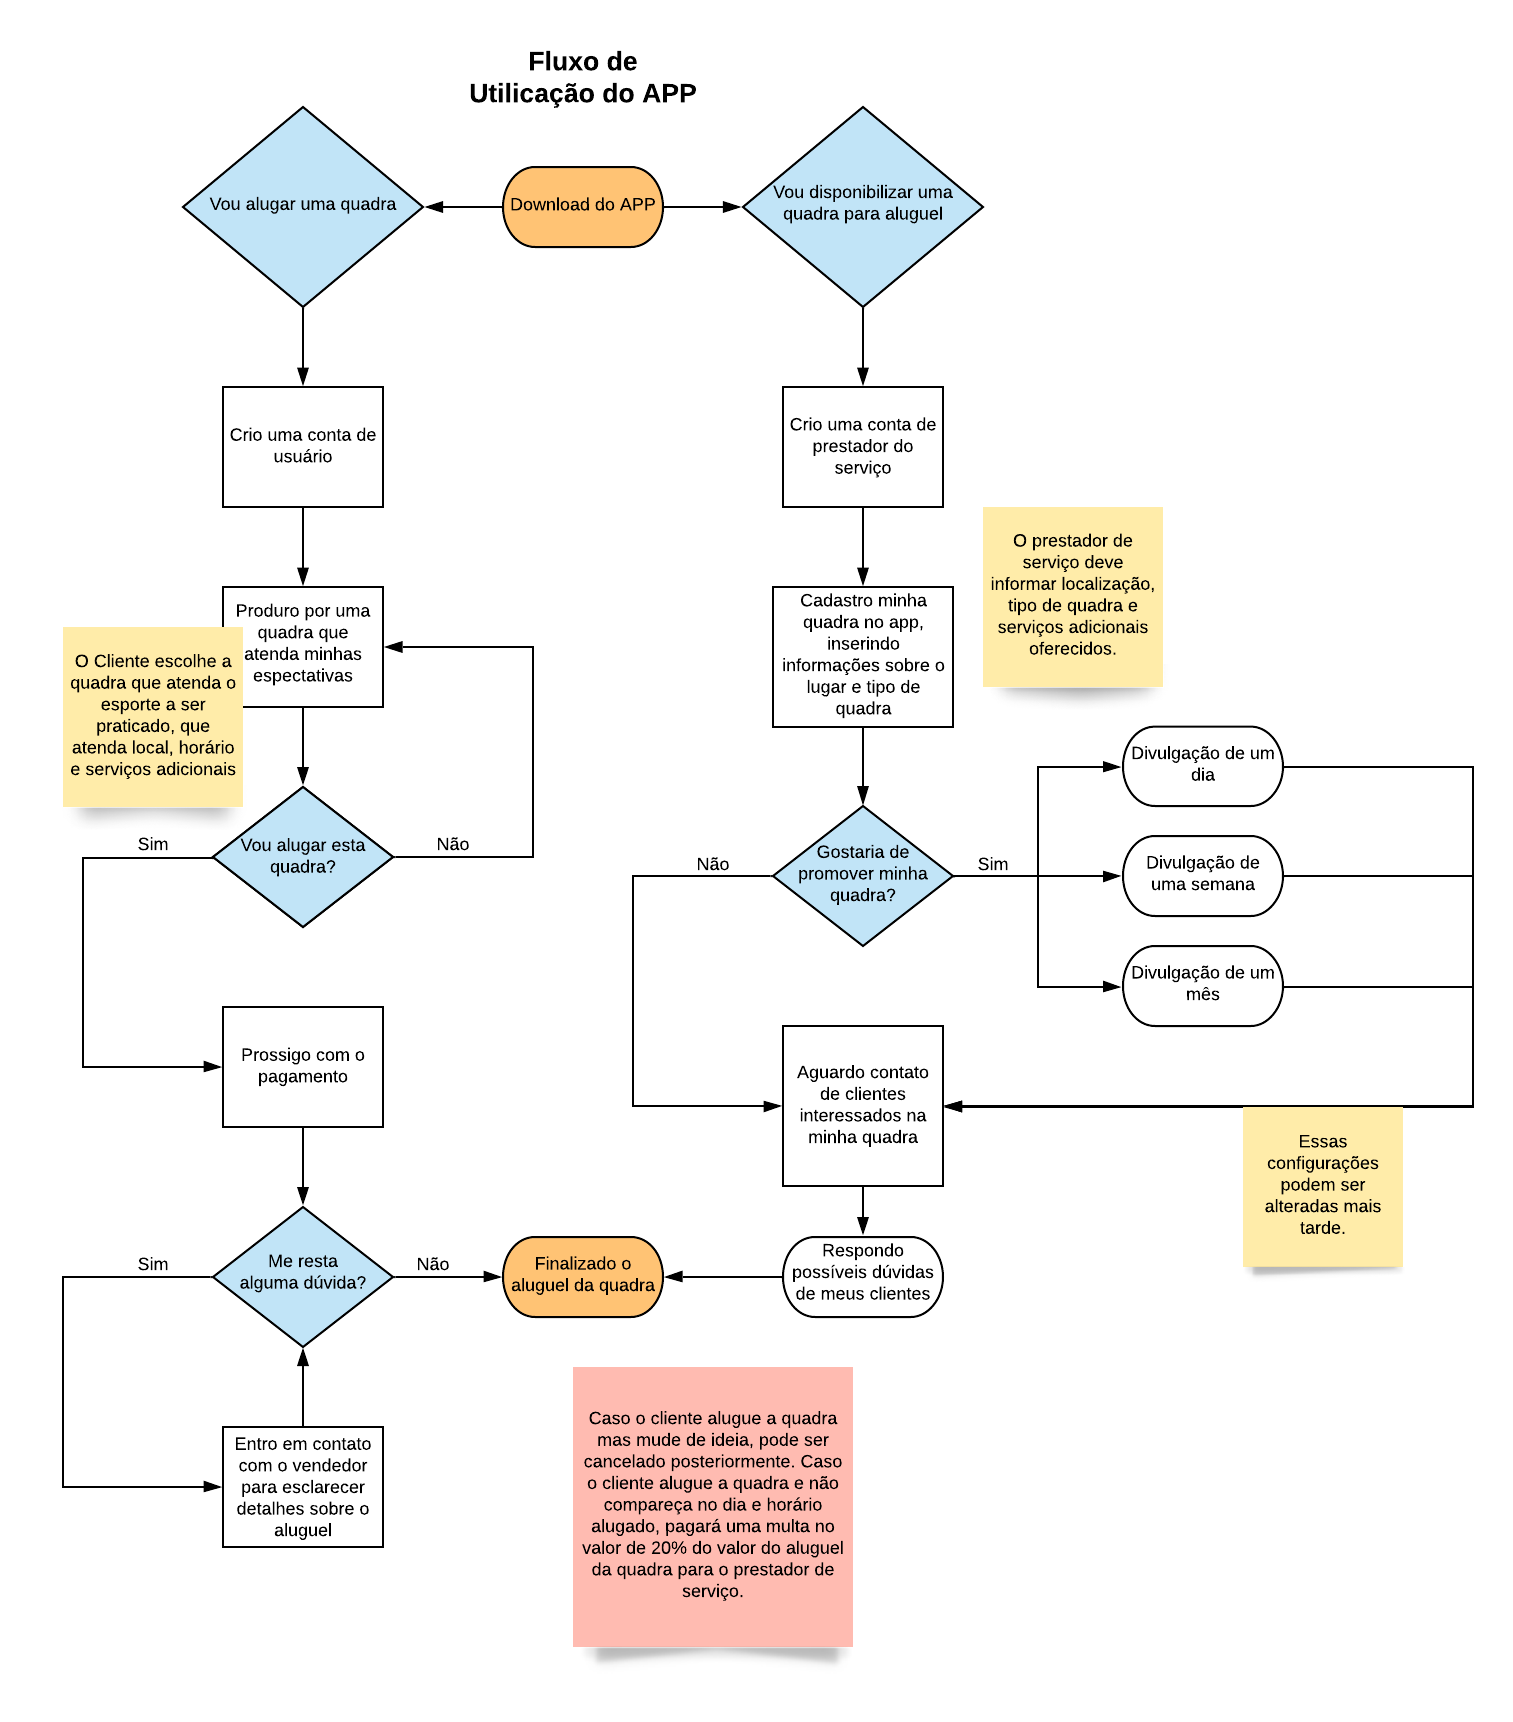 Fluxo de
Utilicação do APP
Vou alugar uma quadra
Download do APP
Vou disponibilizar uma
quadra para aluguel
Crio uma conta de
usuário
Crio uma conta de
prestador do
serviço
O prestador de
serviço deve
informar localização,
tipo de quadra e
serviços adicionais
oferecidos.
Produro por uma
quadra que
atenda minhas
espectativas
O Cliente escolhe a
quadra que atenda o
esporte a ser
praticado, que
atenda local, horário
e serviços adicionais
Cadastro minha
quadra no app,
inserindo
informações sobre o
lugar e tipo de
quadra
Divulgação de um
dia
Sim
Vou alugar esta
quadra?
Não
Não
Gostaria de
promover minha
quadra?
Sim
Divulgação de
uma semana
Divulgação de um
mês
Prossigo com o
pagamento
Aguardo contato
de clientes
interessados na
minha quadra
Essas
configurações
podem ser
alteradas mais
tarde.
Sim
Me resta
alguma dúvida?
Não
Finalizado o
aluguel da quadra
Respondo
possíveis dúvidas
de meus clientes
Entro em contato
com o vendedor
para esclarecer
detalhes sobre o
aluguel
Caso o cliente alugue a quadra
mas mude de ideia, pode ser
cancelado posteriormente. Caso
o cliente alugue a quadra e não
compareça no dia e horário
alugado, pagará uma multa no
valor de 20% do valor do aluguel
da quadra para o prestador de
serviço.